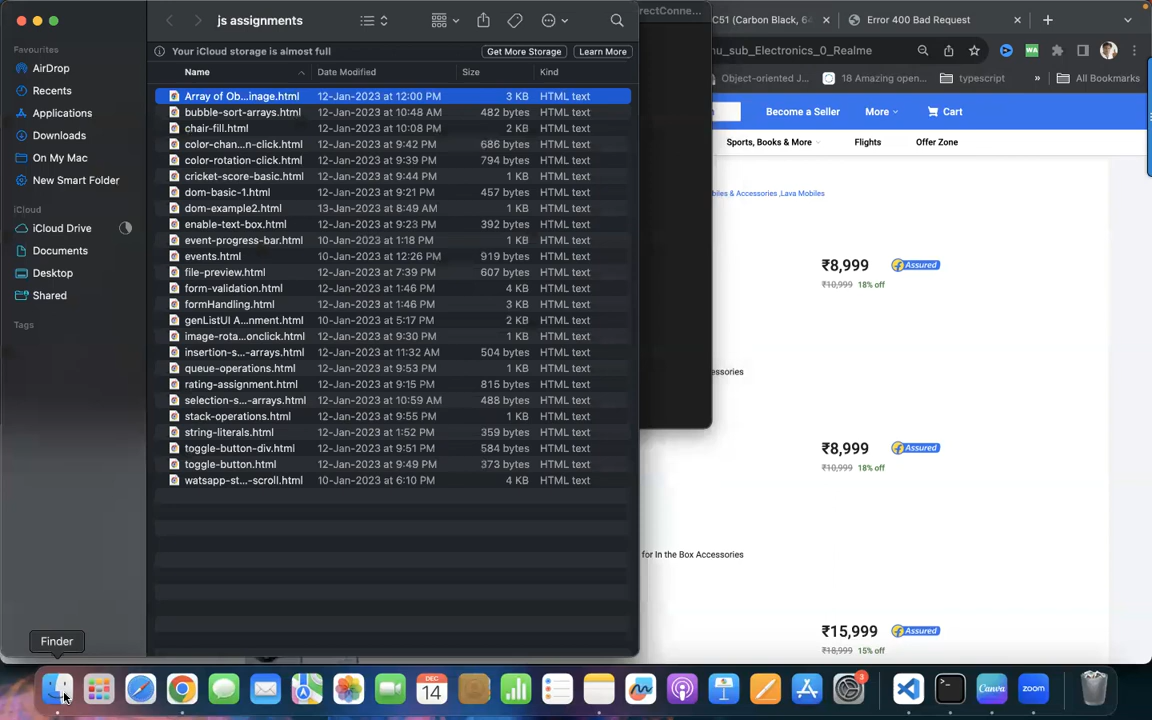 js assignments
rectConne...
C51 (Carbon Black, 64
Error 400 Bad Request
Favourites
AirDrop
Recents
Applications
Downloads
On My Mac
New Smart Folder
iCloud
iCloud Drive
Documents
Desktop
Shared
Tags
Your iCloud storage is almost full
Get More Storage
Learn More
Name
Date Modified
Size
Kind
Array of Ob...inage.html 12-Jan-2023 at 12:00 PM 3 KB HTML text
bubble-sort-arrays.html 12-Jan-2023 at 10:48 AM 482 bytes HTML text
chair-fill.html 12-Jan-2023 at 10:08 PM 2 KB HTML text
color-chan...n-click.html 12-Jan-2023 at 9:42 PM 686 bytes HTML text
color-rotation-click.html 12-Jan-2023 at 9:39 PM 794 bytes HTML text
cricket-score-basic.html 12-Jan-2023 at 9:44 PM 1 KB HTML text
dom-basic-1.html 12-Jan-2023 at 9:21 PM 457 bytes HTML text
dom-example2.html 13-Jan-2023 at 8:49 AM 1 KB HTML text
enable-text-box.html 12-Jan-2023 at 9:23 PM 392 bytes HTML text
event-progress-bar.html 10-Jan-2023 at 1:18 PM 1 KB HTML text
events.html 10-Jan-2023 at 12:26 PM 919 bytes HTML text
file-preview.html 12-Jan-2023 at 7:39 PM 607 bytes HTML text
form-validation.html 12-Jan-2023 at 1:46 PM 4 KB HTML text
formHandling.html 12-Jan-2023 at 1:46 PM 3 KB HTML text
genListUI A...nment.html 10-Jan-2023 at 5:17 PM 2 KB HTML text
image-rota...onclick.html 12-Jan-2023 at 9:30 PM 1 KB HTML text
insertion-s...-arrays.html 12-Jan-2023 at 11:32 AM 504 bytes HTML text
queue-operations.html 12-Jan-2023 at 9:53 PM 1 KB HTML text
rating-assignment.html 12-Jan-2023 at 9:15 PM 815 bytes HTML text
selection-s...-arrays.html 12-Jan-2023 at 10:59 AM 488 bytes HTML text
stack-operations.html 12-Jan-2023 at 9:55 PM 1 KB HTML text
string-literals.html 12-Jan-2023 at 1:52 PM 359 bytes HTML text
toggle-button-div.html 12-Jan-2023 at 9:51 PM 584 bytes HTML text
toggle-button.html 12-Jan-2023 at 9:49 PM 373 bytes HTML text
watsapp-st...-scroll.html 10-Jan-2023 at 6:10 PM 4 KB HTML text
nu_sub_Electronics_0_Realme
WA
Object-oriented J...
18 Amazing open...
typescript
»
All Bookmarks
Become a Seller
More
Cart
Sports, Books & More
Flights
Offer Zone
biles & Accessories ,Lava Mobiles
₹8,999
Assured
₹10,999 18% off
essories
₹8,999
Assured
₹10,999 18% off
for In the Box Accessories
₹15,999
Assured
₹18,999 15% off
Finder
DEC
14
3
Canva
zoom